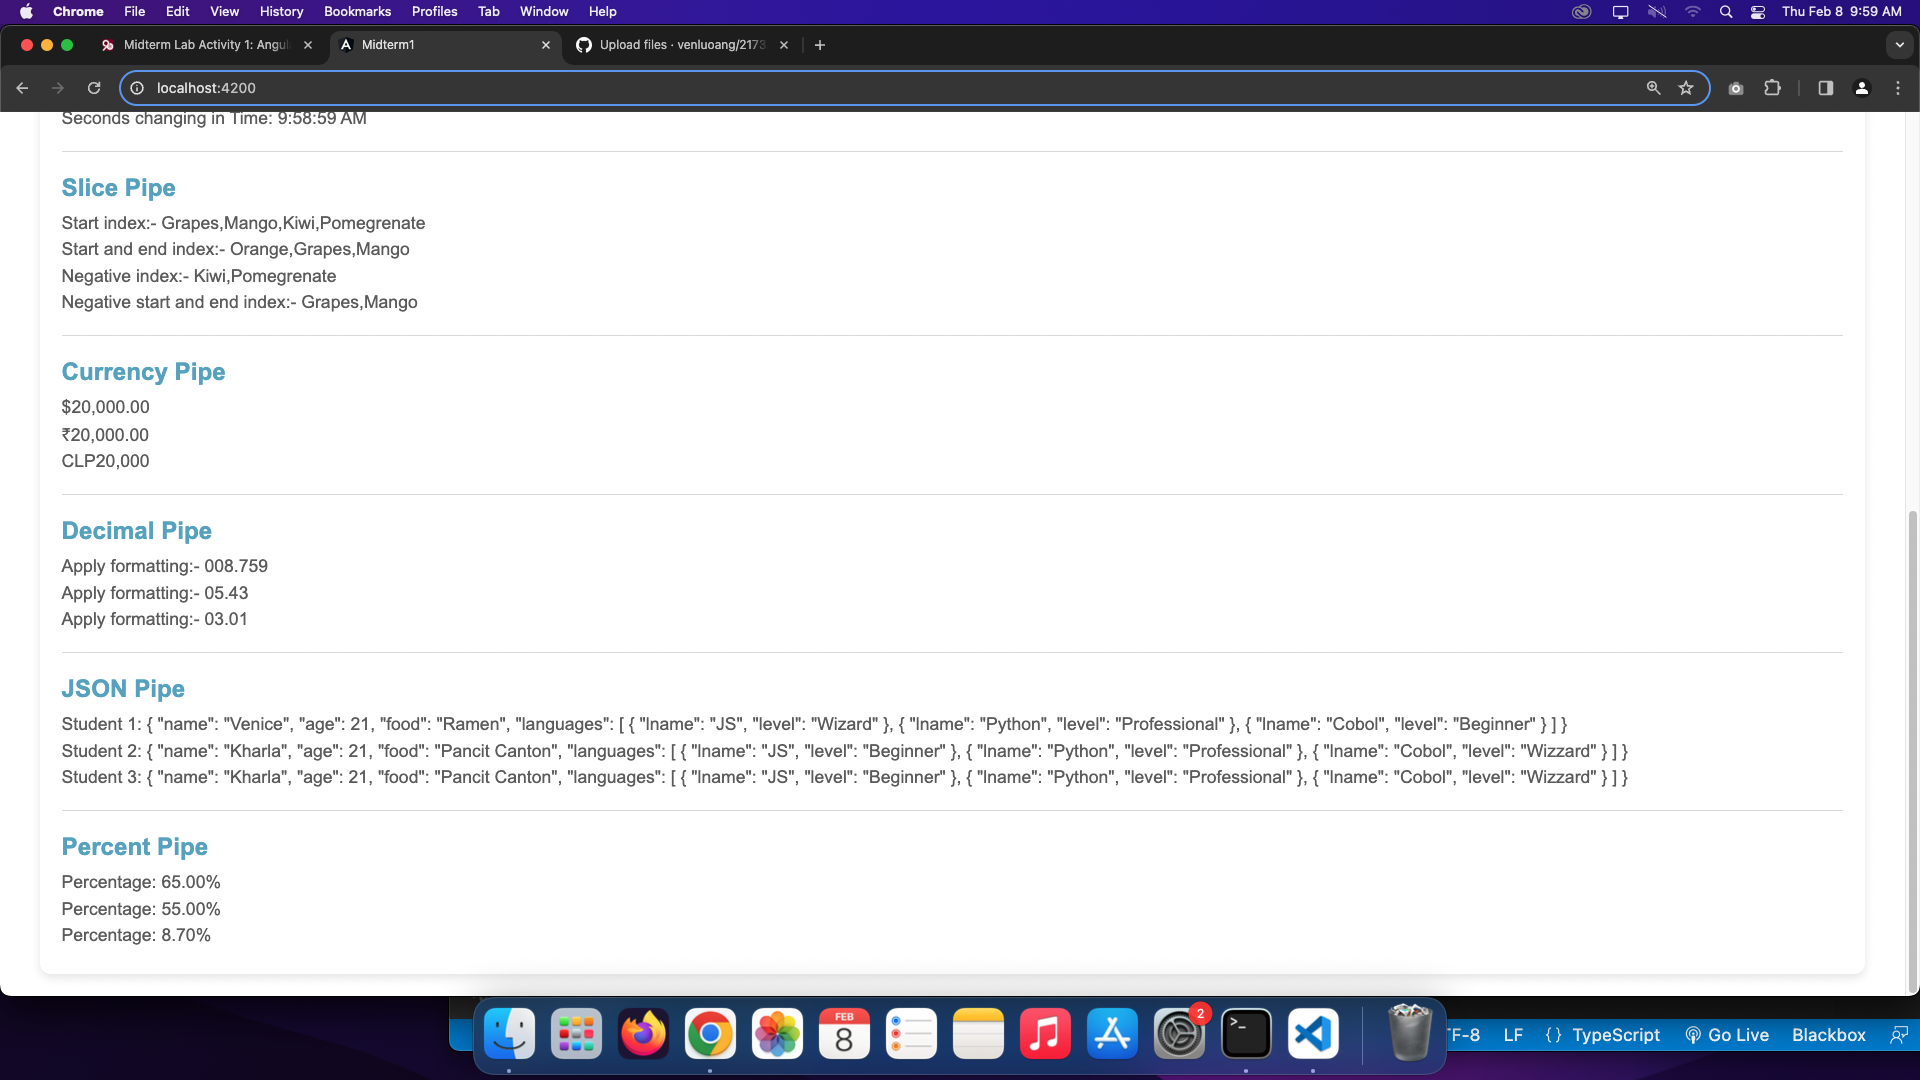 Chrome File Edit View History Bookmarks Profiles Tab Window Help Thu Feb 8 9:59 AM
Midterm Lab Activity 1: Angul Midterm1 Upload files · venluoang/2173
localhost:4200
Seconds changing in Time: 9:58:59 AM
Slice Pipe
Start index:- Grapes,Mango,Kiwi,Pomegrenate
Start and end index:- Orange,Grapes,Mango
Negative index:- Kiwi,Pomegrenate
Negative start and end index:- Grapes,Mango
Currency Pipe
$20,000.00
₹20,000.00
CLP20,000
Decimal Pipe
Apply formatting:- 008.759
Apply formatting:- 05.43
Apply formatting:- 03.01
JSON Pipe
Student 1: { "name": "Venice", "age": 21, "food": "Ramen", "languages": [ { "lname": "JS", "level": "Wizard" }, { "lname": "Python", "level": "Professional" }, { "lname": "Cobol", "level": "Beginner" } ] }
Student 2: { "name": "Kharla", "age": 21, "food": "Pancit Canton", "languages": [ { "lname": "JS", "level": "Beginner" }, { "lname": "Python", "level": "Professional" }, { "lname": "Cobol", "level": "Wizzard" } ] }
Student 3: { "name": "Kharla", "age": 21, "food": "Pancit Canton", "languages": [ { "lname": "JS", "level": "Beginner" }, { "lname": "Python", "level": "Professional" }, { "lname": "Cobol", "level": "Wizzard" } ] }
Percent Pipe
Percentage: 65.00%
Percentage: 55.00%
Percentage: 8.70%
FEB
8
2
TF-8 LF {} TypeScript Go Live Blackbox